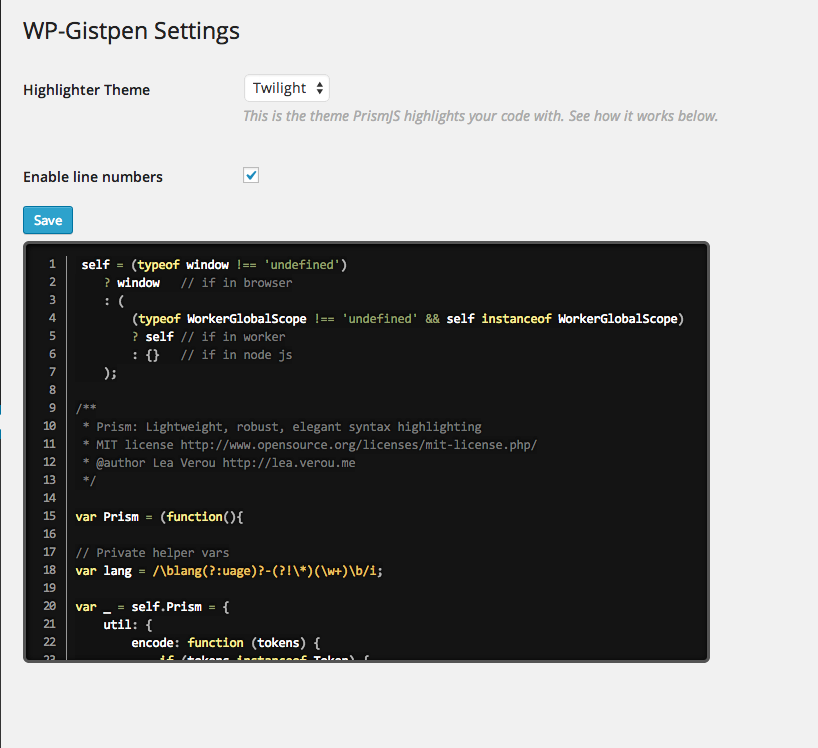 WP-Gistpen Settings
Highlighter Theme
Twilight
This is the theme PrismJS highlights your code with. See how it works below.
Enable line numbers
Save
1 self = (typeof window !== 'undefined')
2 ? window // if in browser
3 : (
4 (typeof WorkerGlobalScope !== 'undefined' && self instanceof WorkerGlobalScope)
5 ? self // if in worker
6 : {} // if in node js
7 );
8
9 /**
10 * Prism: Lightweight, robust, elegant syntax highlighting
11 * MIT license http://www.opensource.org/licenses/mit-license.php/
12 * @author Lea Verou http://lea.verou.me
13 */
14
15 var Prism = (function(){
16
17 // Private helper vars
18 var lang = /\blang(?:uage)?-(?!\*)(\w+)\b/i;
19
20 var _ = self.Prism = {
21 util: {
22 encode: function (tokens) {
23 if (tokens instanceof Token) {